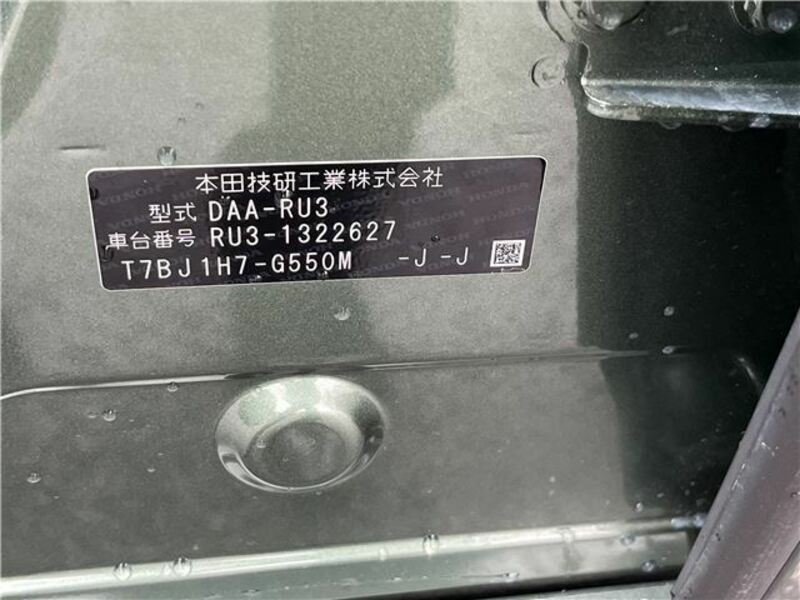 本田技研工業株式会社
型式 DAA-RU3
車台番号 RU3-1322627
T7BJ1H7-G550M -J -J